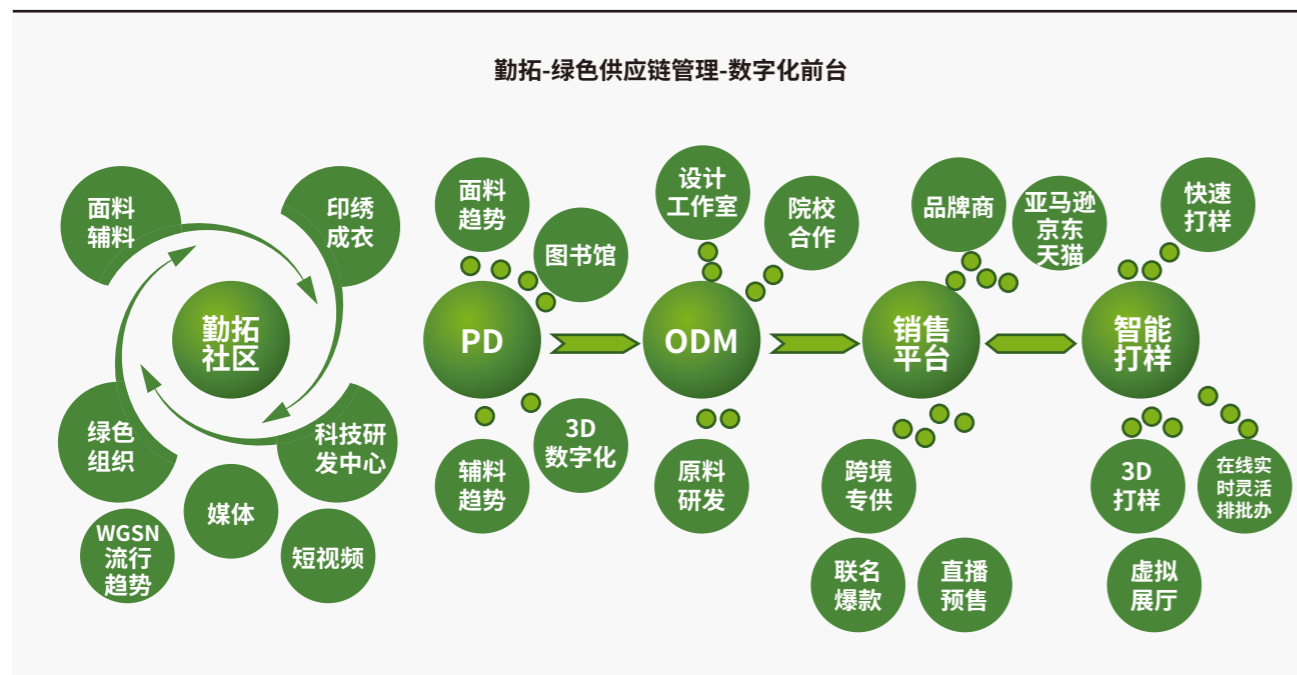 勤拓-绿色供应链管理-数字化前台
面料
辅料
印绣
成衣
勤拓
社区
绿色
组织
科技研
发中心
媒体
WGSN
流行
趋势
短视频
面料
趋势
图书馆
PD
辅料
趋势
3D
数字化
设计
工作室
院校
合作
ODM
原料
研发
品牌商
亚马逊
京东
天猫
销售
平台
跨境
专供
联名
爆款
直播
预售
快速
打样
智能
打样
3D
打样
在线实
时灵活
排批办
虚拟
展厅